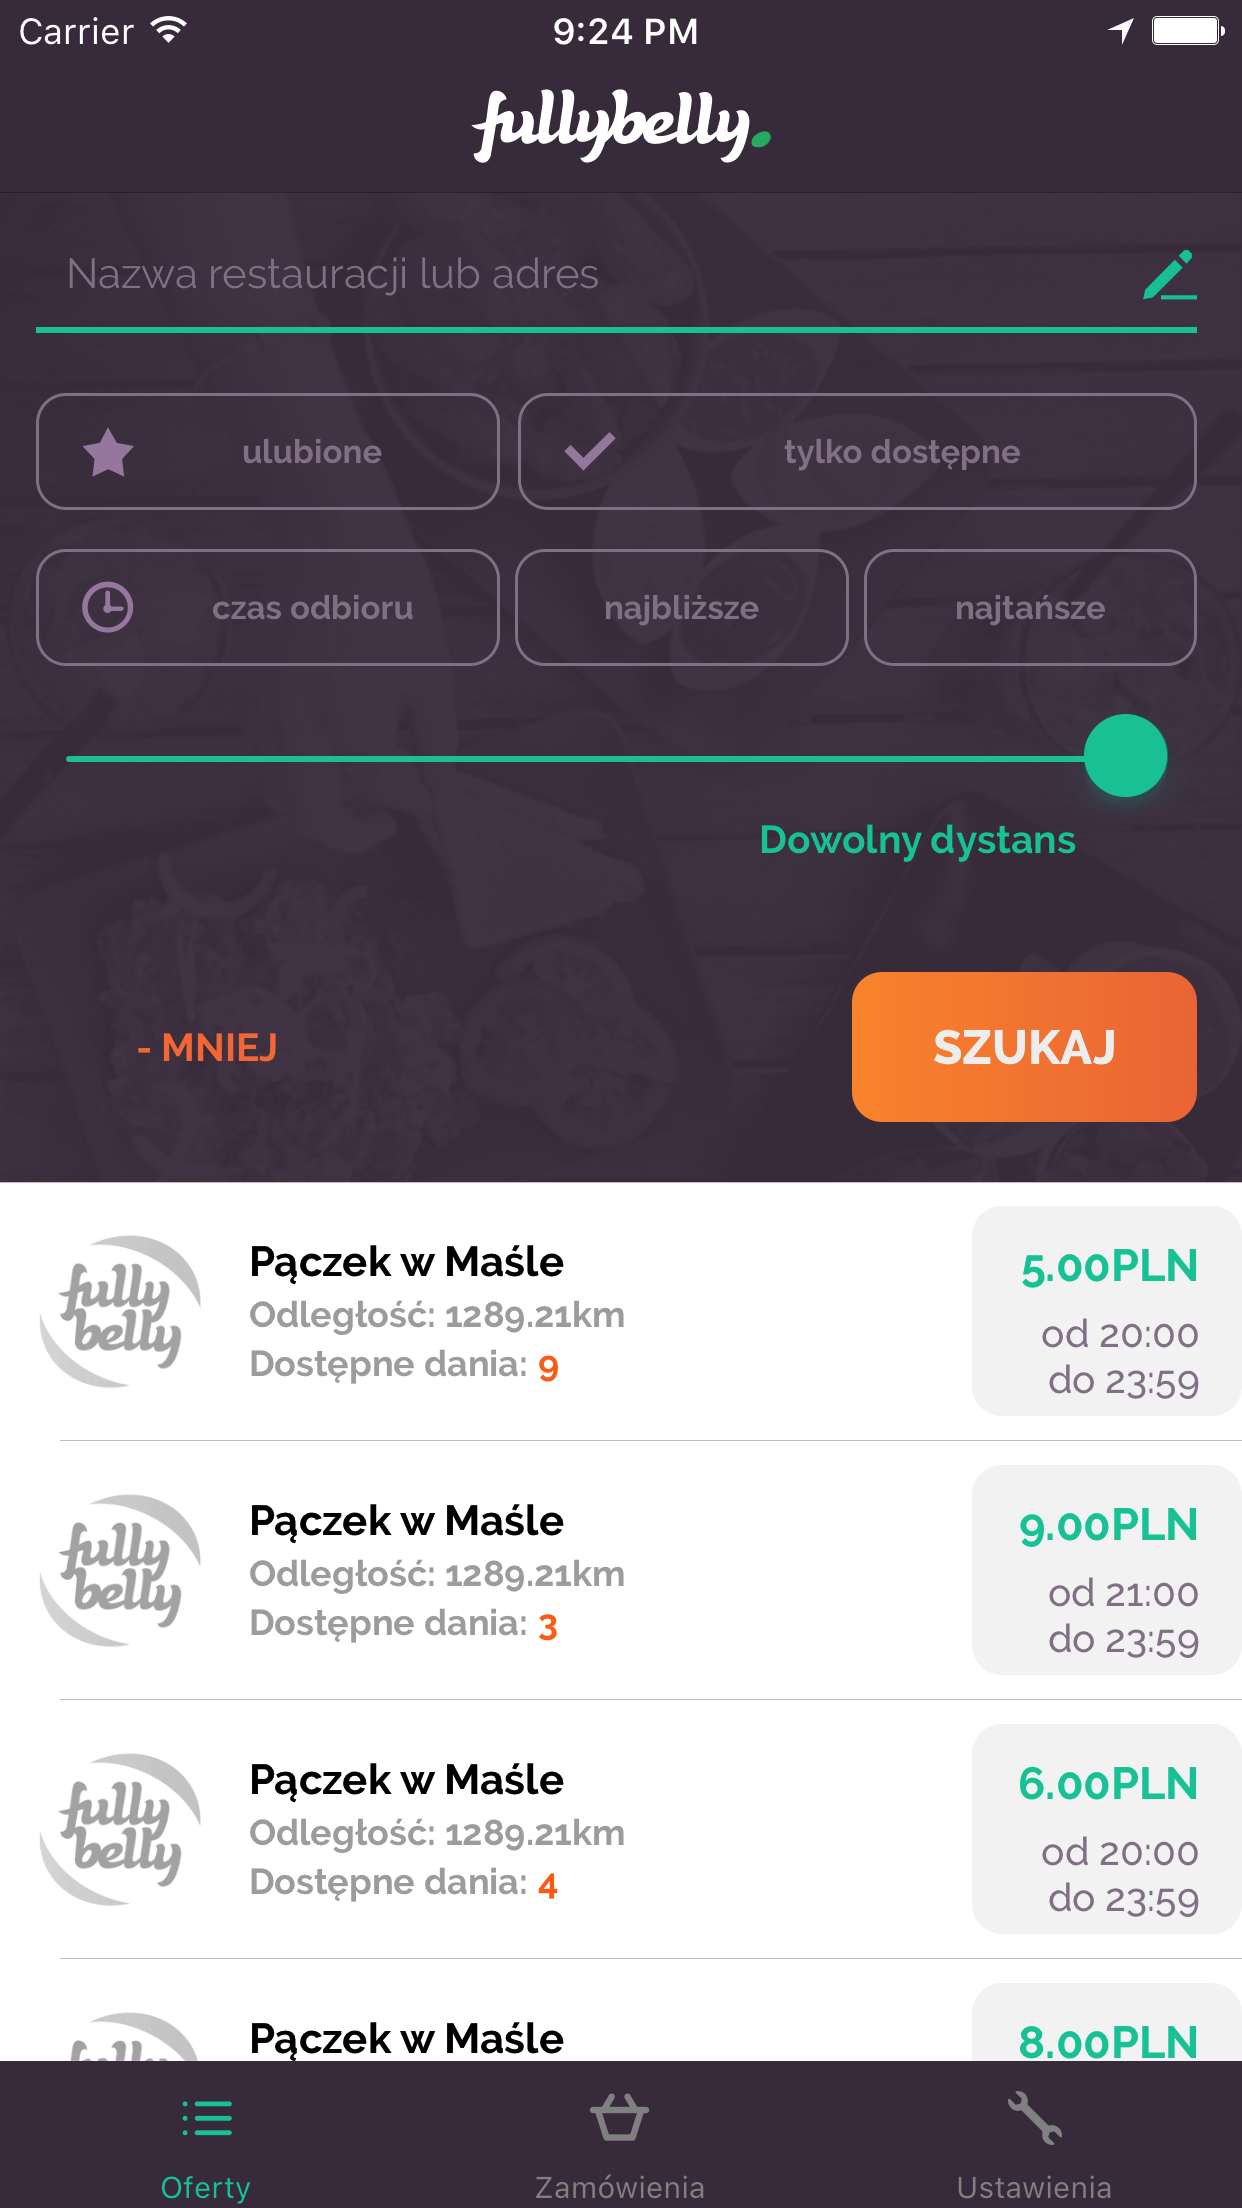 Carrier
9:24 PM
fullybelly.
Nazwa restauracji lub adres
ulubione
tylko dostępne
czas odbioru
najbliższe
najtańsze
Dowolny dystans
- MNIEJ
SZUKAJ
fully
belly
Pączek w Maśle
Odległość: 1289.21km
Dostępne dania: 9
5.00PLN
od 20:00
do 23:59
fully
belly
Pączek w Maśle
Odległość: 1289.21km
Dostępne dania: 3
9.00PLN
od 21:00
do 23:59
fully
belly
Pączek w Maśle
Odległość: 1289.21km
Dostępne dania: 4
6.00PLN
od 20:00
do 23:59
Pączek w Maśle
8.00PLN
Oferty
Zamówienia
Ustawienia